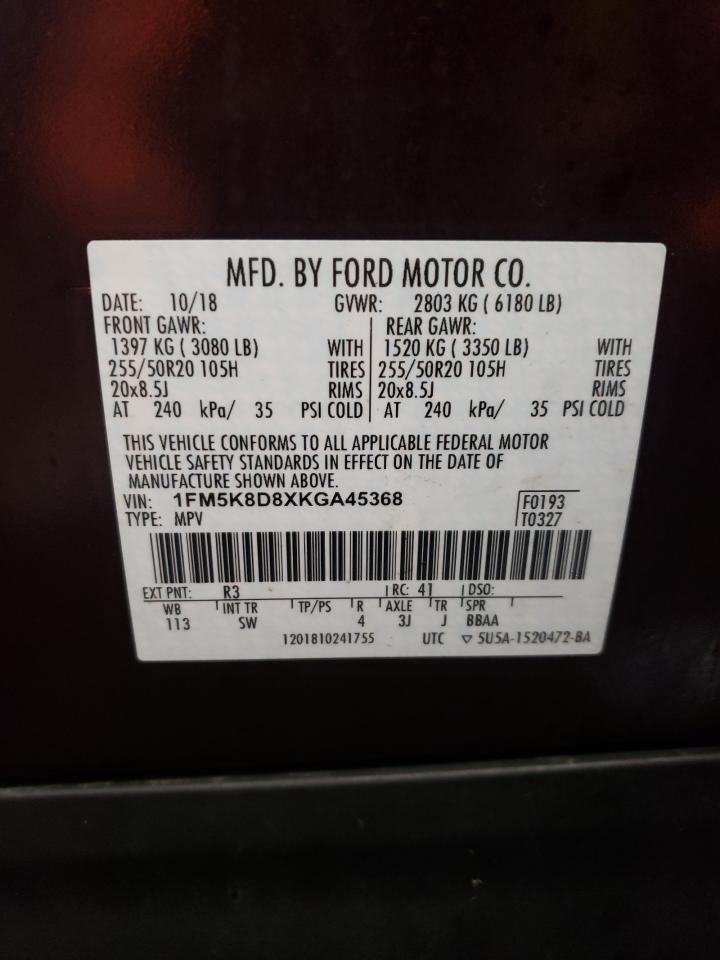 MFD. BY FORD MOTOR CO.
DATE: 10/18 GVWR: 2803 KG ( 6180 LB)
FRONT GAWR: REAR GAWR:
1397 KG ( 3080 LB) WITH 1520 KG ( 3350 LB) WITH
255/50R20 105H TIRES 255/50R20 105H TIRES
20x8.5J RIMS 20x8.5J RIMS
AT 240 kPa/ 35 PSI COLD AT 240 kPa/ 35 PSI COLD
THIS VEHICLE CONFORMS TO ALL APPLICABLE FEDERAL MOTOR
VEHICLE SAFETY STANDARDS IN EFFECT ON THE DATE OF
MANUFACTURE SHOWN ABOVE.
VIN: 1FM5K8D8XKGA45368 F0193
TYPE: MPV T0327
EXT PNT: R3 RC: 41 DSO:
WB INT TR TP/PS R AXLE TR SPR
113 SW 4 3J J BBAA
1201810241755 UTC ▽ 5U5A-1520472-BA